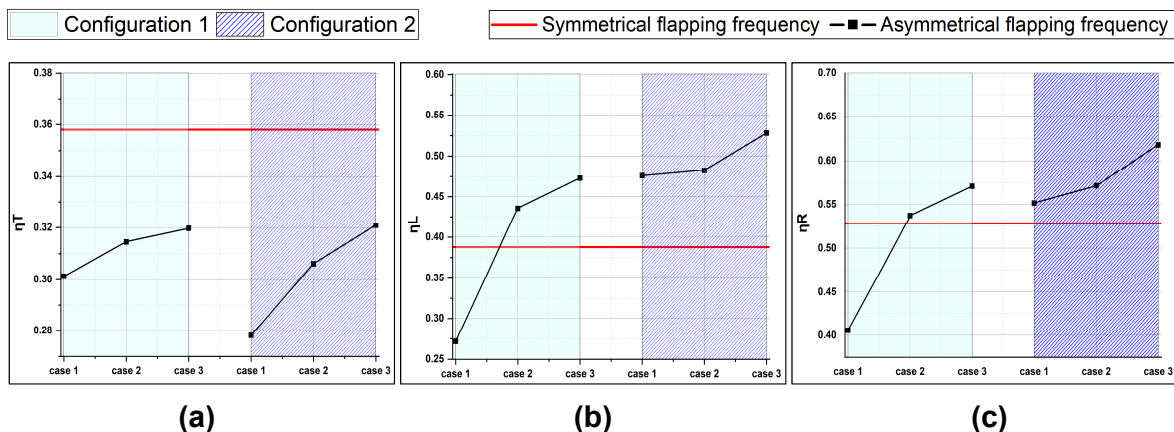 Configuration 1 Configuration 2 Symmetrical flapping frequency Asymmetrical flapping frequency
0.38
0.36
0.34
0.32
0.30
0.28
ηT
case 1 case 2 case 3 case 1 case 2 case 3
(a)
0.60
0.55
0.50
0.45
0.40
0.35
0.30
0.25
ηL
case 1 case 2 case 3 case 1 case 2 case 3
(b)
0.70
0.65
0.60
0.55
0.50
0.45
0.40
ηR
case 1 case 2 case 3 case 1 case 2 case 3
(c)